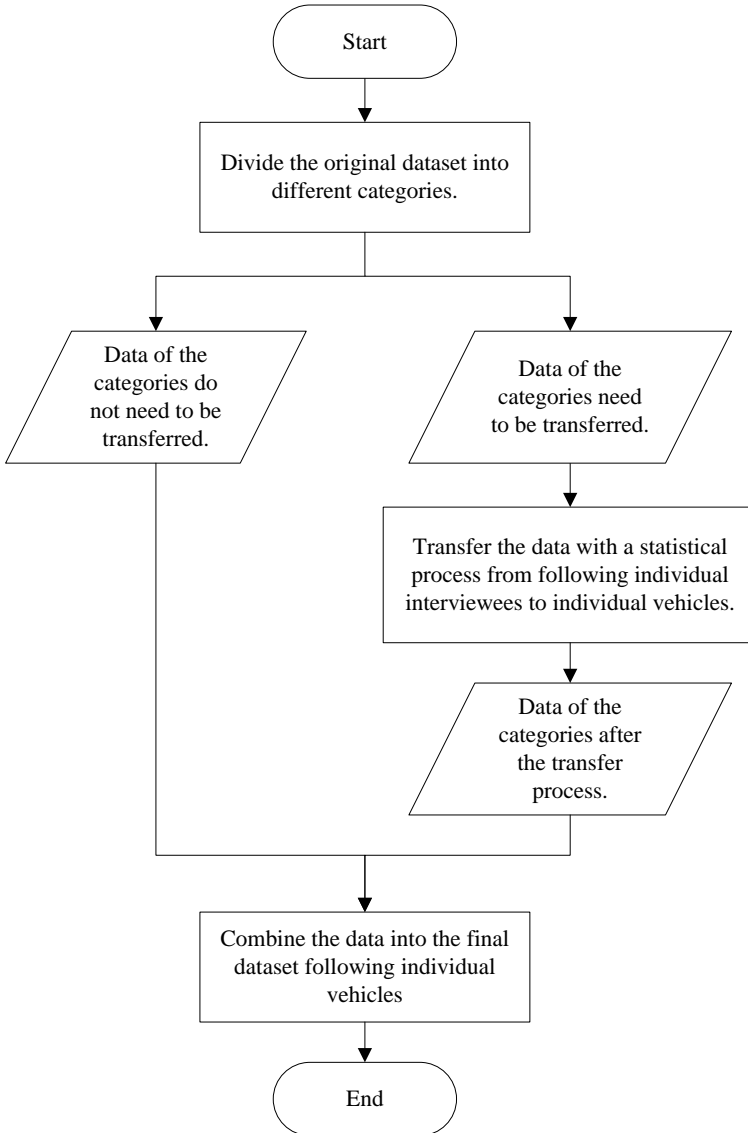 Start
Divide the original dataset into
different categories.
Data of the
categories do
not need to be
transferred.
Data of the
categories need
to be transferred.
Transfer the data with a statistical
process from following individual
interviewees to individual vehicles.
Data of the
categories after
the transfer
process.
Combine the data into the final
dataset following individual
vehicles
End